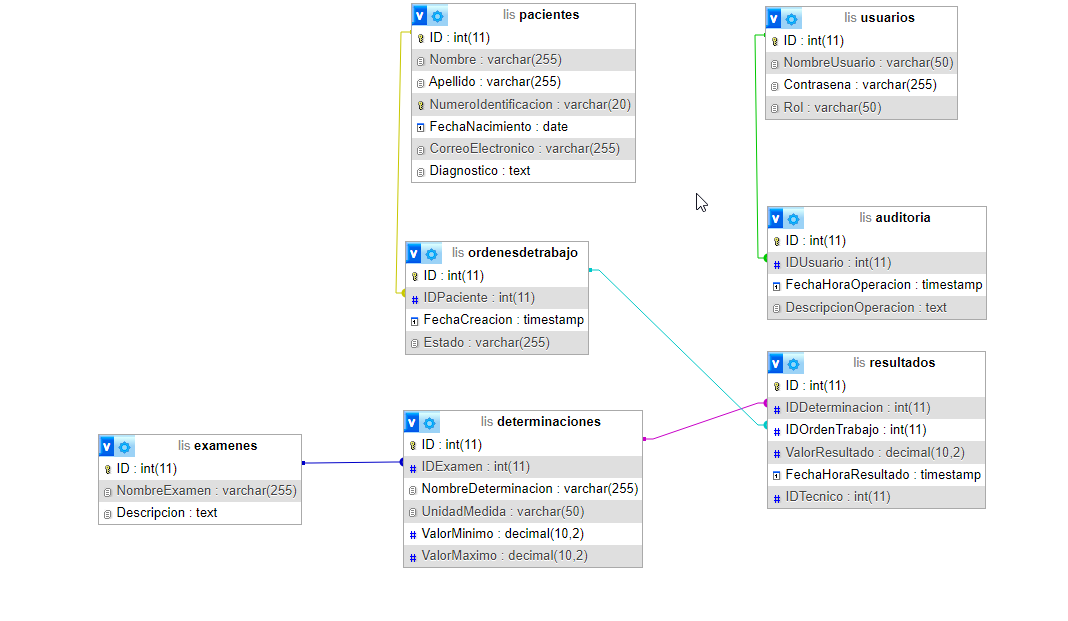 v lis pacientes
ID : int(11)
Nombre : varchar(255)
Apellido : varchar(255)
NumeroIdentificacion : varchar(20)
FechaNacimiento : date
CorreoElectronico : varchar(255)
Diagnostico : text
v lis usuarios
ID : int(11)
NombreUsuario : varchar(50)
Contrasena : varchar(255)
Rol : varchar(50)
v lis ordenesdetrabajo
ID : int(11)
# IDPaciente : int(11)
FechaCreacion : timestamp
Estado : varchar(255)
v lis auditoria
ID : int(11)
# IDUsuario : int(11)
FechaHoraOperacion : timestamp
DescripcionOperacion : text
v lis examenes
ID : int(11)
NombreExamen : varchar(255)
Descripcion : text
v lis determinaciones
ID : int(11)
# IDExamen : int(11)
NombreDeterminacion : varchar(255)
UnidadMedida : varchar(50)
# ValorMinimo : decimal(10,2)
# ValorMaximo : decimal(10,2)
v lis resultados
ID : int(11)
# IDDeterminacion : int(11)
# IDOrdenTrabajo : int(11)
# ValorResultado : decimal(10,2)
FechaHoraResultado : timestamp
# IDTecnico : int(11)